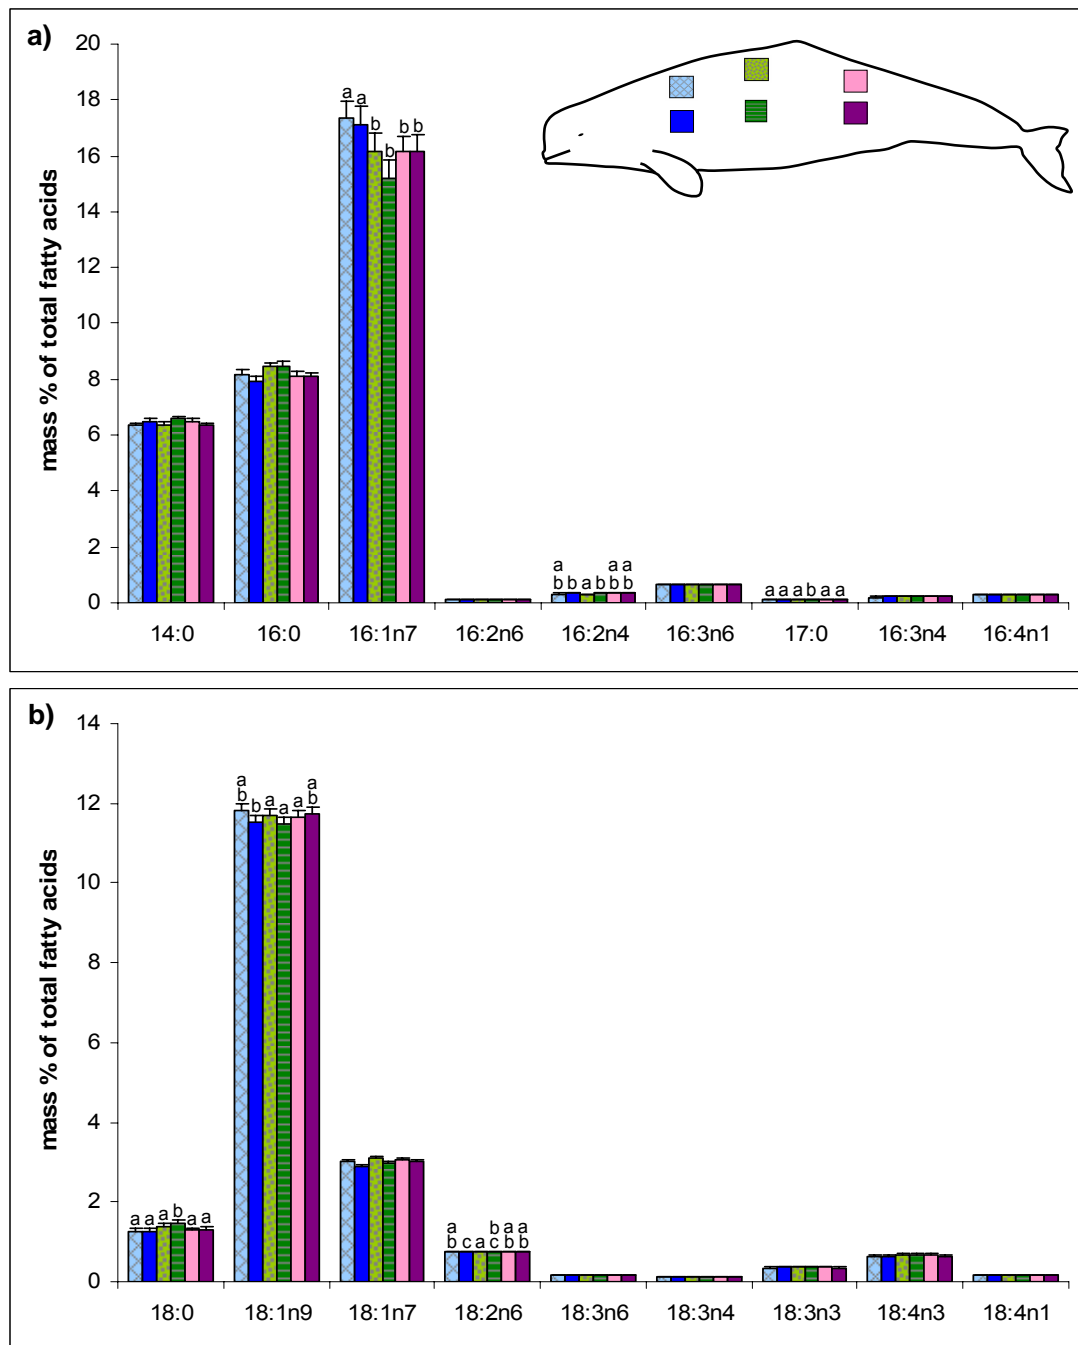 a)
mass % of total fatty acids
20
18
16
14
12
10
8
6
4
2
0
a a b b b b
a a a
b b a b b b
a a a b a a
14:0 16:0 16:1n7 16:2n6 16:2n4 16:3n6 17:0 16:3n4 16:4n1
b)
mass % of total fatty acids
14
12
10
8
6
4
2
0
a a
b b a a a b
a a a b a a
a b a a
b c a c b b
18:0 18:1n9 18:1n7 18:2n6 18:3n6 18:3n4 18:3n3 18:4n3 18:4n1